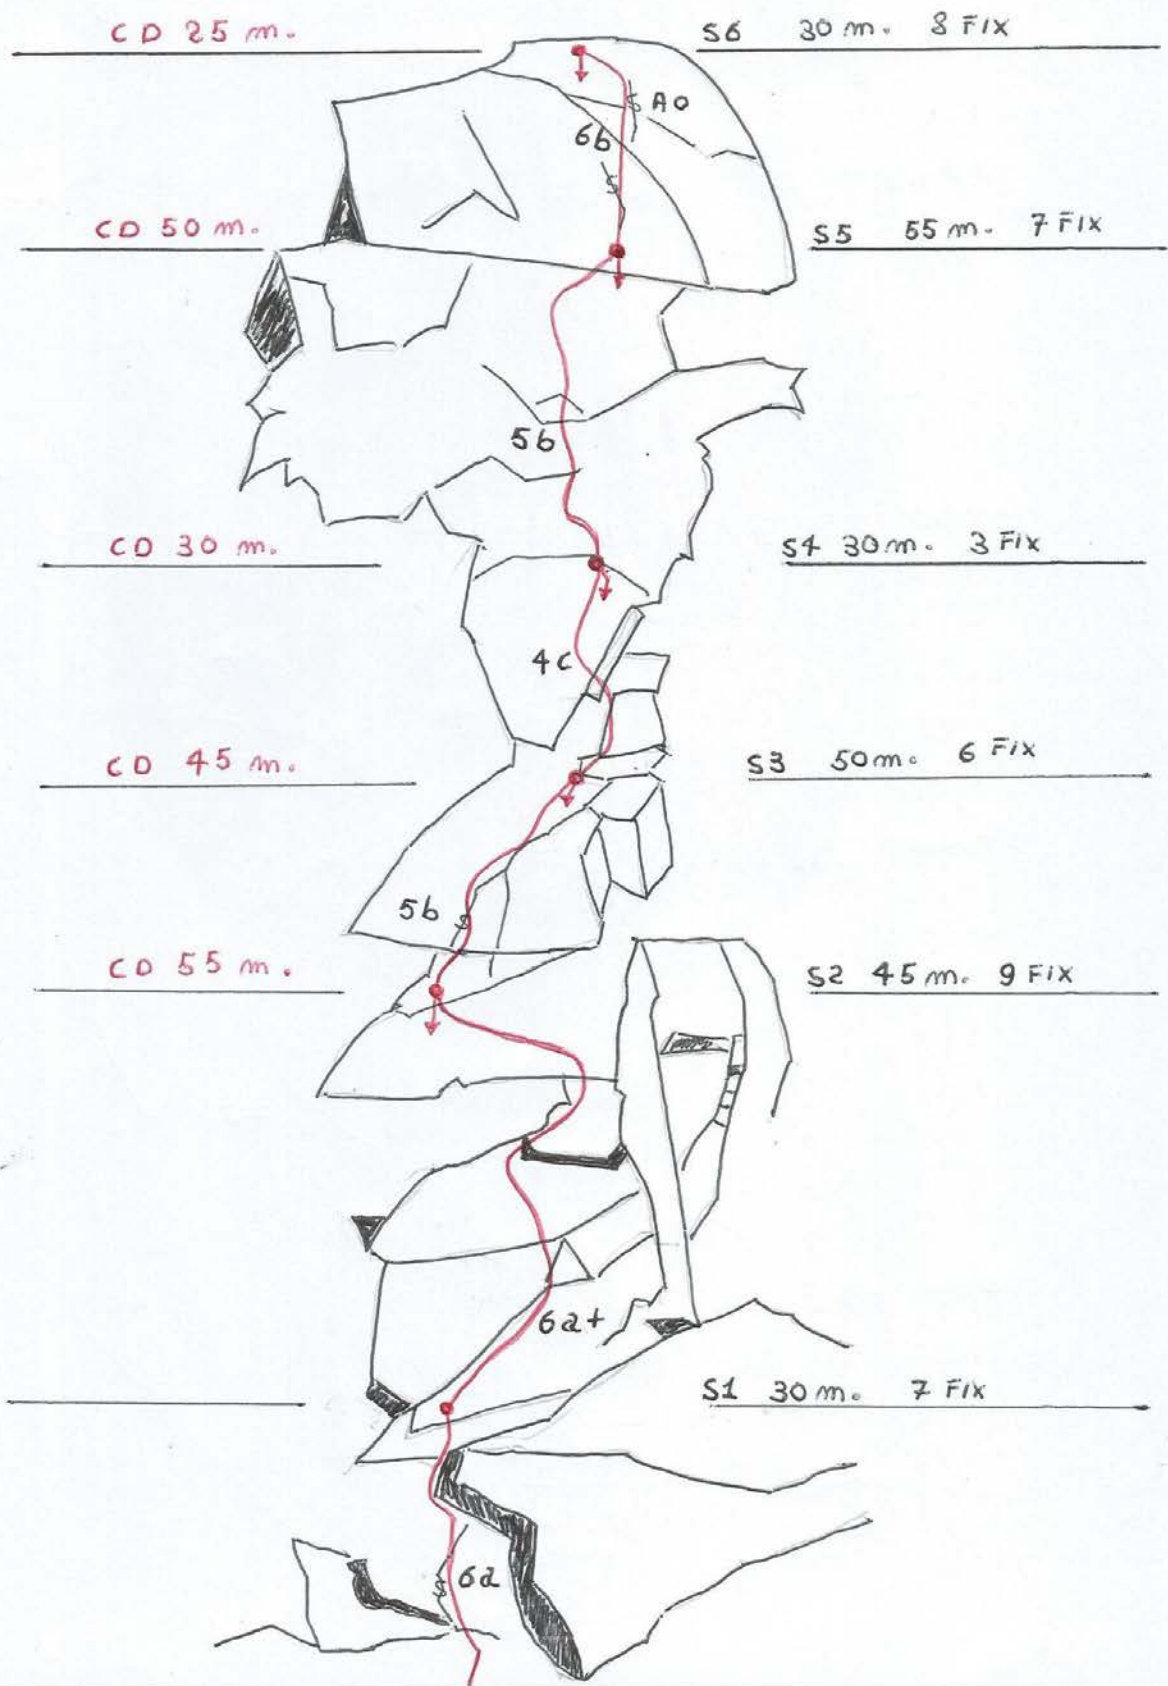 CD 25 m. S6 30 m. 8 FIX
A0
6b
CD 50 m. S5 55 m. 7 FIX
5b
CD 30 m. S4 30 m. 3 FIX
4c
CD 45 m. S3 50 m. 6 FIX
5b
CD 55 m. S2 45 m. 9 FIX
6a+
S1 30 m. 7 FIX
6a